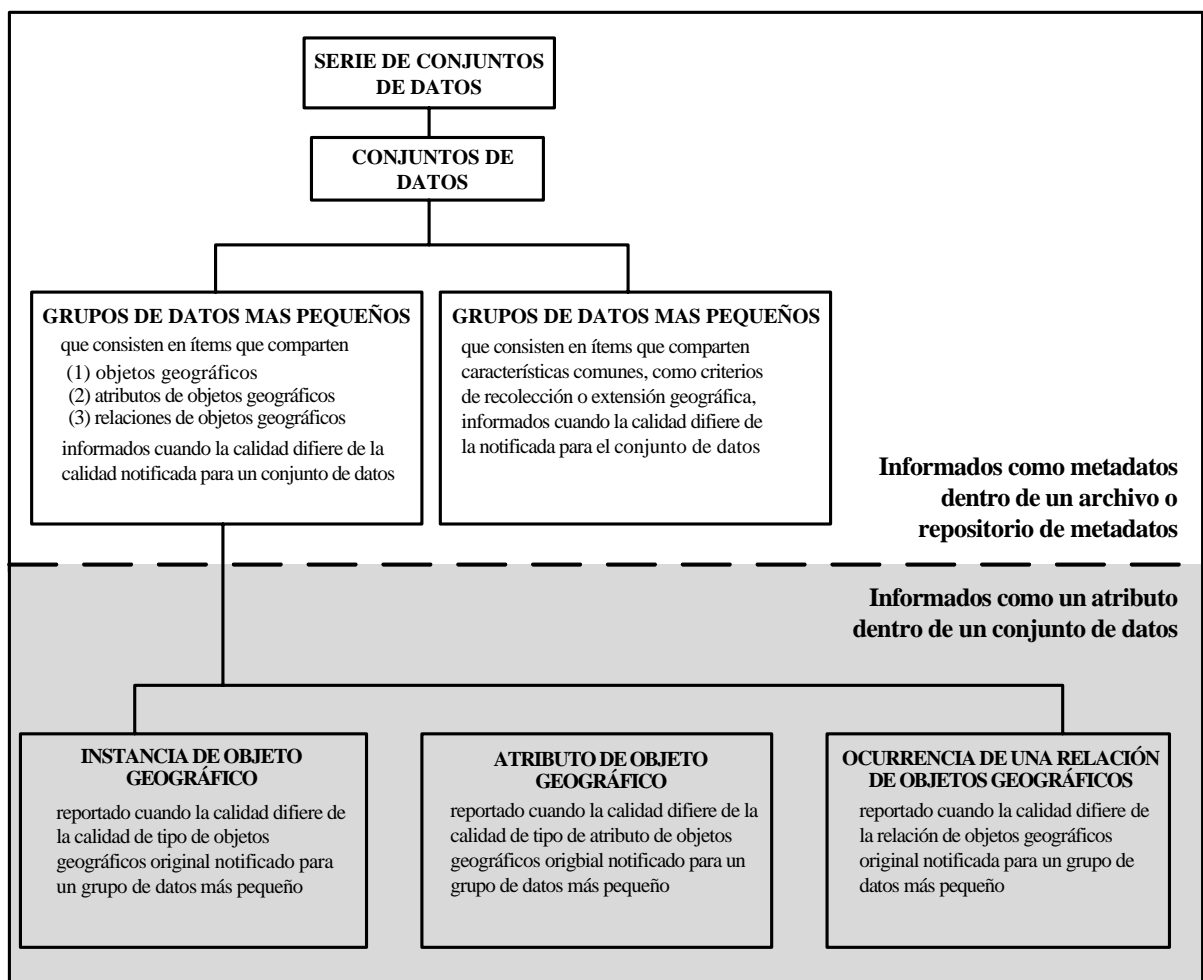 SERIE DE CONJUNTOS
DE DATOS
CONJUNTOS DE
DATOS
GRUPOS DE DATOS MAS PEQUEÑOS
que consisten en ítems que comparten
(1) objetos geográficos
(2) atributos de objetos geográficos
(3) relaciones de objetos geográficos
informados cuando la calidad difiere de la
calidad notificada para un conjunto de datos
GRUPOS DE DATOS MAS PEQUEÑOS
que consisten en ítems que comparten
características comunes, como criterios
de recolección o extensión geográfica,
informados cuando la calidad difiere de
la notificada para el conjunto de datos
Informados como metadatos
dentro de un archivo o
repositorio de metadatos
Informados como un atributo
dentro de un conjunto de datos
INSTANCIA DE OBJETO
GEOGRÁFICO
reportado cuando la calidad difiere de
la calidad de tipo de objetos
geográficos original notificado para
un grupo de datos más pequeño
ATRIBUTO DE OBJETO
GEOGRÁFICO
reportado cuando la calidad difiere de la
calidad de tipo de atributo de objetos
geográficos origbial notificado para un
grupo de datos más pequeño
OCURRENCIA DE UNA RELACIÓN
DE OBJETOS GEOGRÁFICOS
reportado cuando la calidad difiere de
la relación de objetos geográficos
original notificada para un grupo de
datos más pequeño